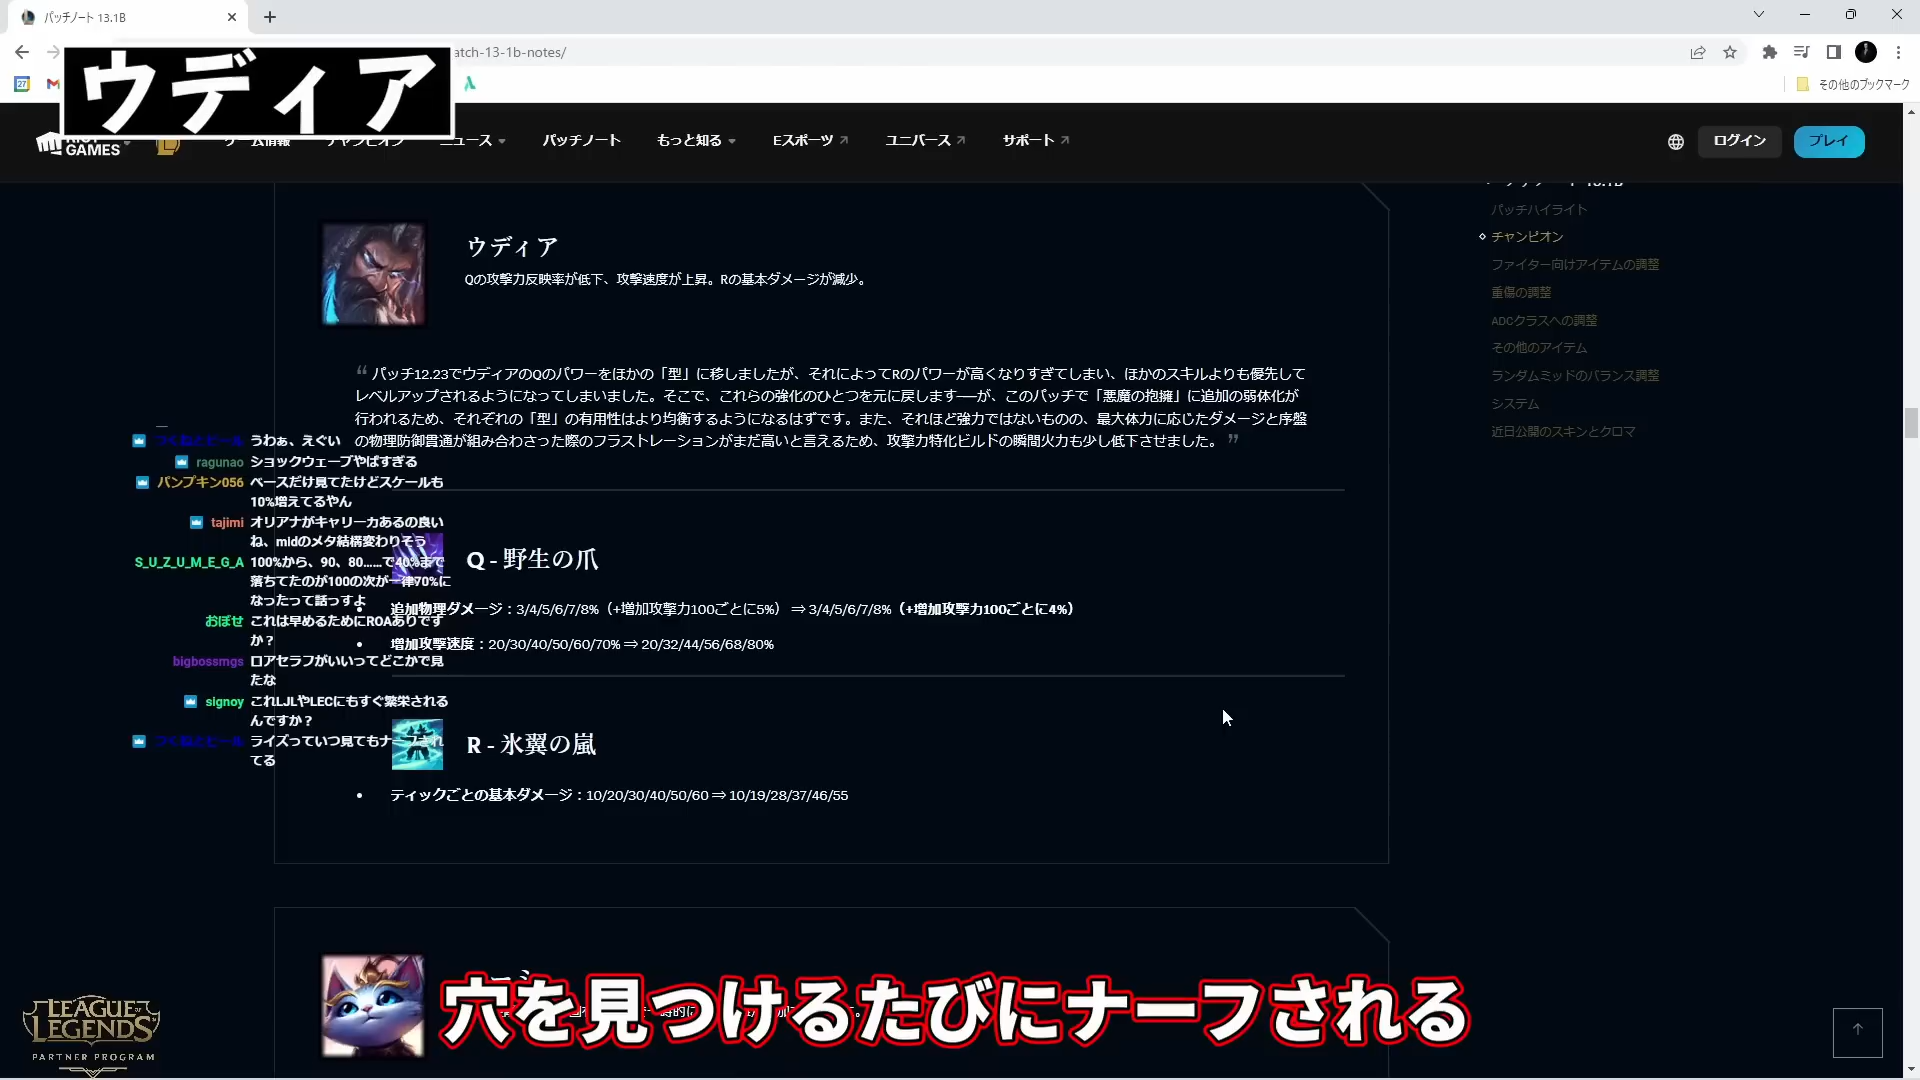 パッチノート 13.1B
atch-13-1b-notes/
ウディア
その他のブックマーク
GAMES
パッチノート
もっと知る
Eスポーツ
ユニバース
サポート
ログイン
プレイ
ウディア
Qの攻撃力反映率が低下、攻撃速度が上昇。Rの基本ダメージが減少。
“ パッチ12.23でウディアのQのパワーをほかの「型」に移しましたが、それによってRのパワーが高くなりすぎてしまい、ほかのスキルよりも優先して
レベルアップされるようになってしまいました。そこで、これらの強化のひとつを元に戻します──が、このパッチで「悪魔の抱擁」に追加の弱体化が
行われるため、それぞれの「型」の有用性はより均衡するようになるはずです。また、それほど強力ではないものの、最大体力に応じたダメージと序盤
の物理防御貫通が組み合わさった際のフラストレーションがまだ高いと言えるため、攻撃力特化ビルドの瞬間火力も少し低下させました。 ”
Q - 野生の爪
追加物理ダメージ：3/4/5/6/7/8%（+増加攻撃力100ごとに5%） ⇒ 3/4/5/6/7/8%（+増加攻撃力100ごとに4%）
増加攻撃速度：20/30/40/50/60/70% ⇒ 20/32/44/56/68/80%
R - 氷翼の嵐
ティックごとの基本ダメージ：10/20/30/40/50/60 ⇒ 10/19/28/37/46/55
パッチハイライト
チャンピオン
ファイター向けアイテムの調整
重傷の調整
ADCクラスへの調整
その他のアイテム
ランダムミッドのバランス調整
システム
近日公開のスキンとクロマ
うわぁ、えぐい
ragunao ショックウェーブやばすぎる
パンプキン056 ベースだけ見てたけどスケールも
10%増えてるやん
tajimi オリアナがキャリー力あるの良い
ね、midのメタ結構変わりそう
S_U_Z_U_M_E_G_A 100%から、90、80......で40%まで
落ちてたのが100の次が一律70%に
なったって話っすよ
おぽせ これは早めるためにROAありです
か？
bigbossmgs ロアセラフがいいってどこかで見
たな
signoy これLJLやLECにもすぐ繁栄される
んですか？
ライズっていつ見てもナーフされ
てる
穴を見つけるたびにナーフされる
LEAGUE OF
LEGENDS
PARTNER PROGRAM